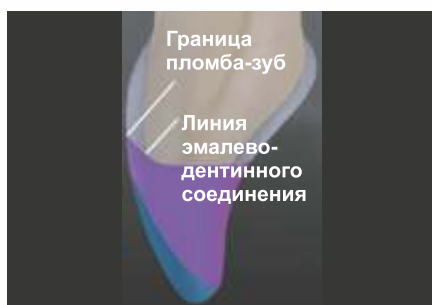 Граница
пломба-зуб
Линия
эмалево-
дентинного
соединения